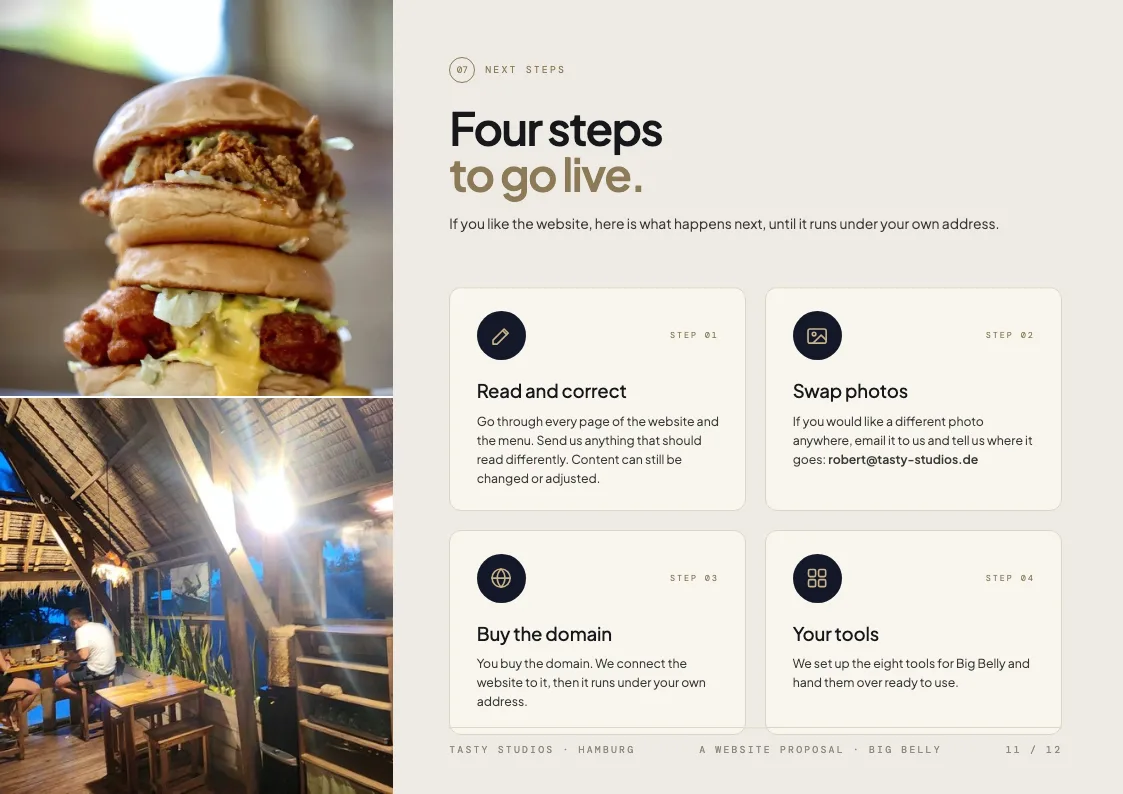 07 NEXT STEPS
Four steps
to go live.
If you like the website, here is what happens next, until it runs under your own address.
STEP 01
Read and correct
Go through every page of the website and
the menu. Send us anything that should
read differently. Content can still be
changed or adjusted.
STEP 02
Swap photos
If you would like a different photo
anywhere, email it to us and tell us where it
goes: robert@tasty-studios.de
STEP 03
Buy the domain
You buy the domain. We connect the
website to it, then it runs under your own
address.
STEP 04
Your tools
We set up the eight tools for Big Belly and
hand them over ready to use.
TASTY STUDIOS · HAMBURG
A WEBSITE PROPOSAL · BIG BELLY
11 / 12